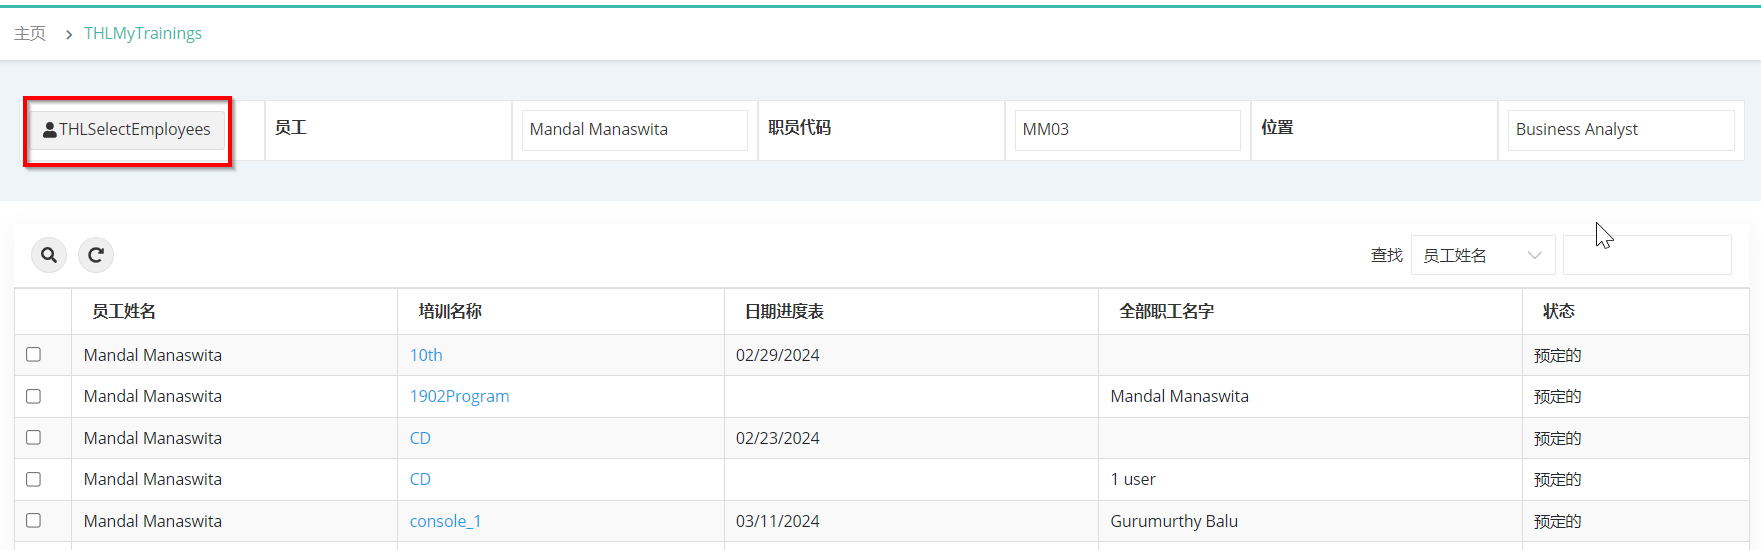 主页 > THLMyTrainings
THLSelectEmployees 员工 Mandal Manaswita 职员代码 MM03 位置 Business Analyst
查找 员工姓名
员工姓名 培训名称 日期进度表 全部职工名字 状态
Mandal Manaswita 10th 02/29/2024 预定的
Mandal Manaswita 1902Program Mandal Manaswita 预定的
Mandal Manaswita CD 02/23/2024 预定的
Mandal Manaswita CD 1 user 预定的
Mandal Manaswita console_1 03/11/2024 Gurumurthy Balu 预定的